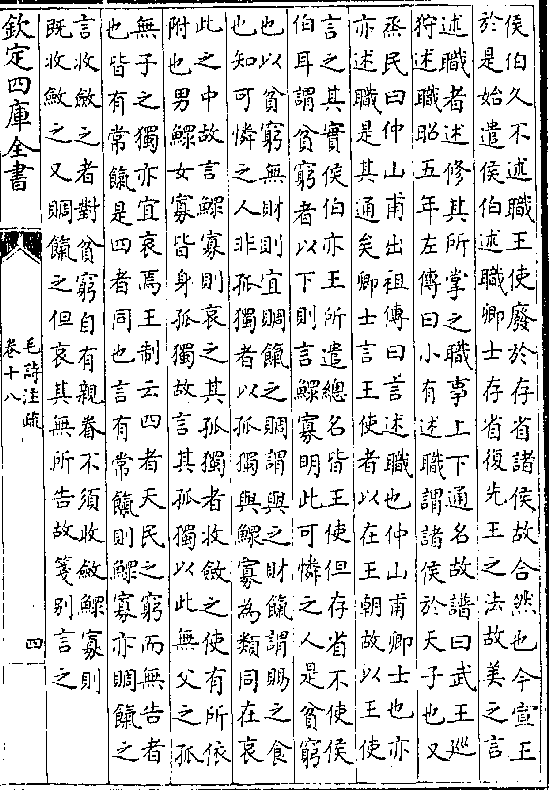 侯伯久不述職王使廢於存省諸侯故合然也今宣王
於是始遣侯伯述職卿士存省復先王之法故美之言
述職者述修其所掌之職事上下通名故譜曰武王巡
狩述職昭五年左傳曰小有述職謂諸侯於天子也又
烝民曰仲山甫出祖傳曰言述職也仲山甫卿士也亦
亦述職是其通矣卿士言王使者以在王朝故以王使
言之其實侯伯亦王所遣總名皆王使但存省不使侯
伯耳謂貧窮者以下則言鰥寡明此可憐之人是貧窮
也以貧窮無財則宜賙餼之賙謂與之財餼謂賜之食
也知可憐之人非孤獨者以孤獨與鰥寡為類同在哀
此之中故言鰥寡則哀之其孤獨者收斂之使有所依
附也男鰥女寡皆身孤獨故言其孤獨以此無父之孤
無子之獨亦宜哀焉王制云四者天民之窮而無告者
也皆有常餼是四者同也言有常餼則鰥寡亦賙餼之
言收斂之者對貧窮自有親眷不須收斂鰥寡則
既收斂之又賙餼之但哀其無所告故箋別言之
欽定四庫全書
毛詩注疏
卷十八
四